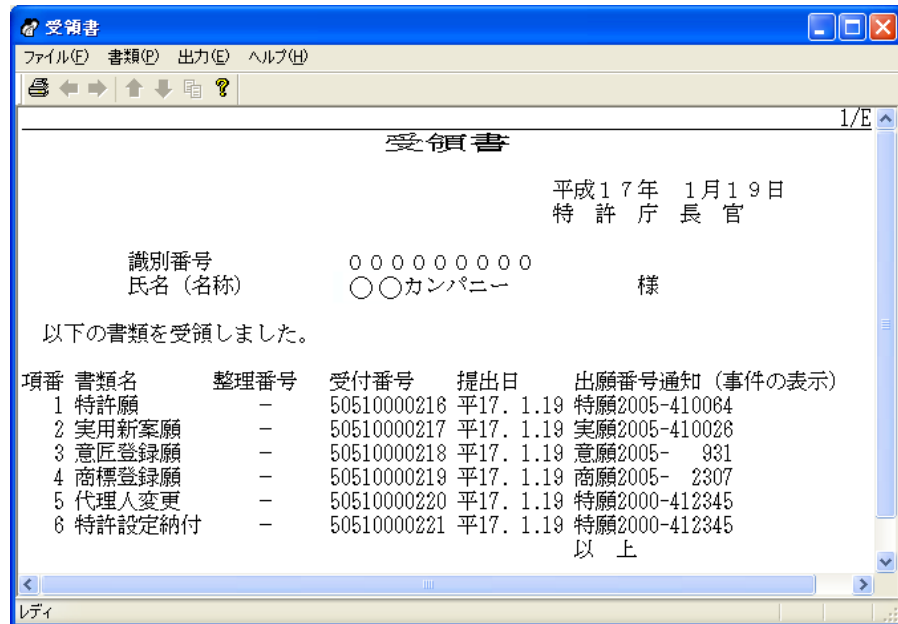 受領書
ファイル(F) 書類(P) 出力(E) ヘルプ(H)
1/E
受領書
平成１７年　１月１９日
特　許　庁　長　官
識別番号　０００００００００
氏名（名称）　○○カンパニー　様
以下の書類を受領しました。
項番 書類名 整理番号 受付番号 提出日 出願番号通知（事件の表示）
1 特許願 － 50510000216 平17. 1.19 特願2005-410064
2 実用新案願 － 50510000217 平17. 1.19 実願2005-410026
3 意匠登録願 － 50510000218 平17. 1.19 意願2005-   931
4 商標登録願 － 50510000219 平17. 1.19 商願2005-  2307
5 代理人変更 － 50510000220 平17. 1.19 特願2000-412345
6 特許設定納付 － 50510000221 平17. 1.19 特願2000-412345
以　上
レディ